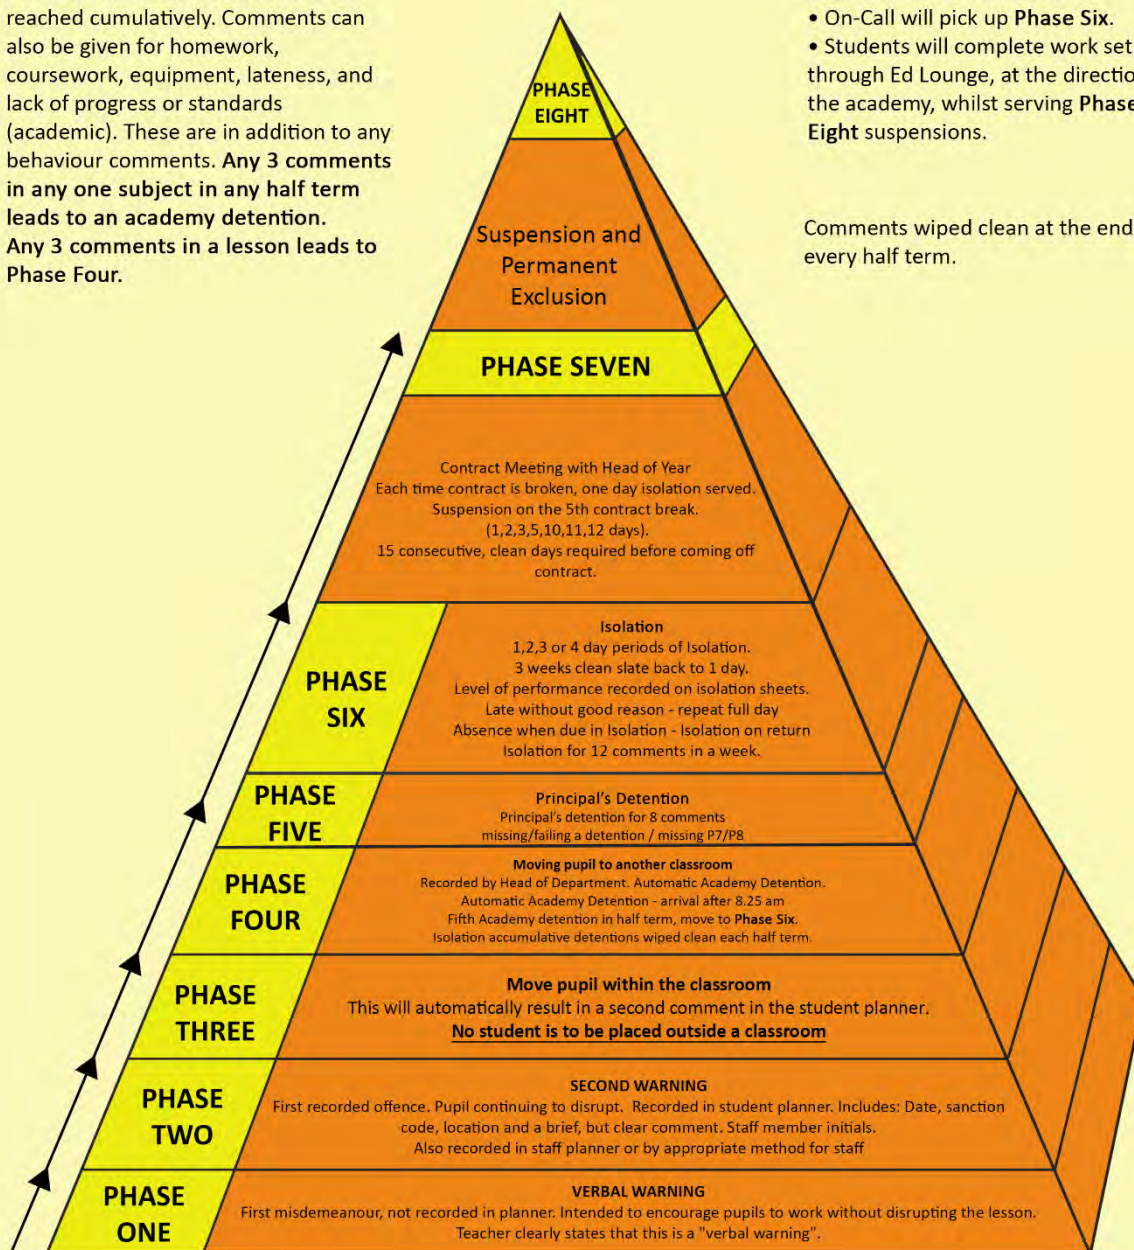 reached cumulatively. Comments can
also be given for homework,
coursework, equipment, lateness, and
lack of progress or standards
(academic). These are in addition to any
behaviour comments. Any 3 comments
in any one subject in any half term
leads to an academy detention.
Any 3 comments in a lesson leads to
Phase Four.
• On-Call will pick up Phase Six.
• Students will complete work set
through Ed Lounge, at the directio
the academy, whilst serving Phase
Eight suspensions.
Comments wiped clean at the end
every half term.
PHASE
EIGHT
Suspension and
Permanent
Exclusion
PHASE SEVEN
Contract Meeting with Head of Year
Each time contract is broken, one day isolation served.
Suspension on the 5th contract break.
(1,2,3,5,10,11,12 days).
15 consecutive, clean days required before coming off
contract.
PHASE
SIX
Isolation
1,2,3 or 4 day periods of Isolation.
3 weeks clean slate back to 1 day.
Level of performance recorded on isolation sheets.
Late without good reason - repeat full day
Absence when due in Isolation - Isolation on return
Isolation for 12 comments in a week.
PHASE
FIVE
Principal's Detention
Principal's detention for 8 comments
missing/failing a detention / missing P7/P8
PHASE
FOUR
Moving pupil to another classroom
Recorded by Head of Department. Automatic Academy Detention.
Automatic Academy Detention - arrival after 8.25 am
Fifth Academy detention in half term, move to Phase Six.
Isolation accumulative detentions wiped clean each half term
PHASE
THREE
Move pupil within the classroom
This will automatically result in a second comment in the student planner.
No student is to be placed outside a classroom
PHASE
TWO
SECOND WARNING
First recorded offence. Pupil continuing to disrupt. Recorded in student planner. Includes: Date, sanction
code, location and a brief, but clear comment. Staff member initials.
Also recorded in staff planner or by appropriate method for staff
PHASE
ONE
VERBAL WARNING
First misdemeanour, not recorded in planner. Intended to encourage pupils to work without disrupting the lesson.
Teacher clearly states that this is a "verbal warning".